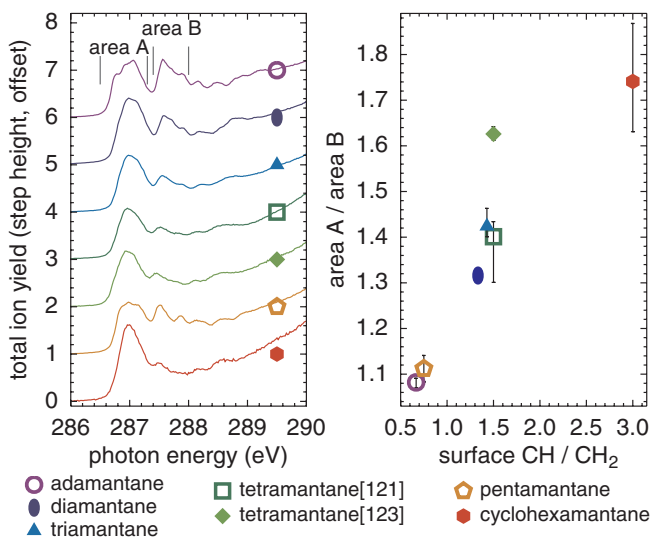 area B
area A
8
7
6
5
4
3
2
1
0
total ion yield (step height, offset)
286 287 288 289 290
photon energy (eV)
1.8
1.7
1.6
1.5
1.4
1.3
1.2
1.1
area A / area B
0.5 1.0 1.5 2.0 2.5 3.0
surface CH / CH₂
adamantane
diamantane
triamantane
tetramantane[121]
tetramantane[123]
pentamantane
cyclohexamantane